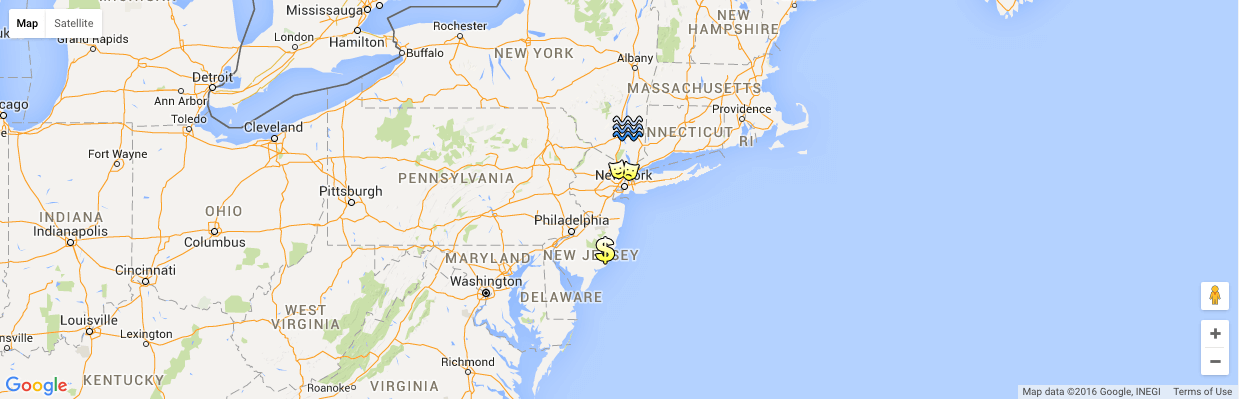 Map Satellite
Mississauga
London
Hamilton
Rochester
Buffalo
NEW YORK
Albany
NEW
HAMPSHIRE
MASSACHUSETTS
Providence
NNECTICUT
RI
Grand Rapids
Detroit
Ann Arbor
Toledo
cago
Cleveland
Fort Wayne
PENNSYLVANIA
Pittsburgh
New York
INDIANA
Indianapolis
OHIO
Columbus
Philadelphia
NEW JERSEY
$
MARYLAND
Washington
DELAWARE
Cincinnati
WEST
VIRGINIA
Louisville
Lexington
nsville
KENTUCKY
Richmond
Roanoke
VIRGINIA
+
−
Google
Map data ©2016 Google, INEGI Terms of Use